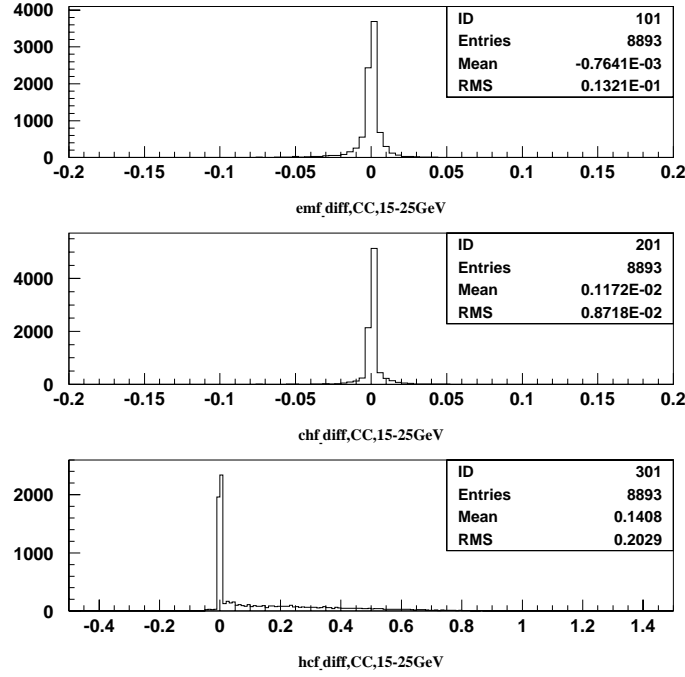 4000
3000
2000
1000
0
-0.2 -0.15 -0.1 -0.05 0 0.05 0.1 0.15 0.2
ID 101
Entries 8893
Mean -0.7641E-03
RMS 0.1321E-01
emf_diff,CC,15-25GeV
4000
2000
0
-0.2 -0.15 -0.1 -0.05 0 0.05 0.1 0.15 0.2
ID 201
Entries 8893
Mean 0.1172E-02
RMS 0.8718E-02
chf_diff,CC,15-25GeV
2000
1000
0
-0.4 -0.2 0 0.2 0.4 0.6 0.8 1 1.2 1.4
ID 301
Entries 8893
Mean 0.1408
RMS 0.2029
hcf_diff,CC,15-25GeV